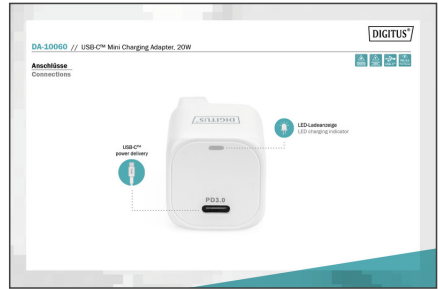 DIGITUS®
DA-10060 // USB-C™ Mini Charging Adapter, 20W
Anschlüsse
Connections
DIGITUS
LED-Ladeanzeige
LED charging indicator
USB-C™
power delivery
PD3.0